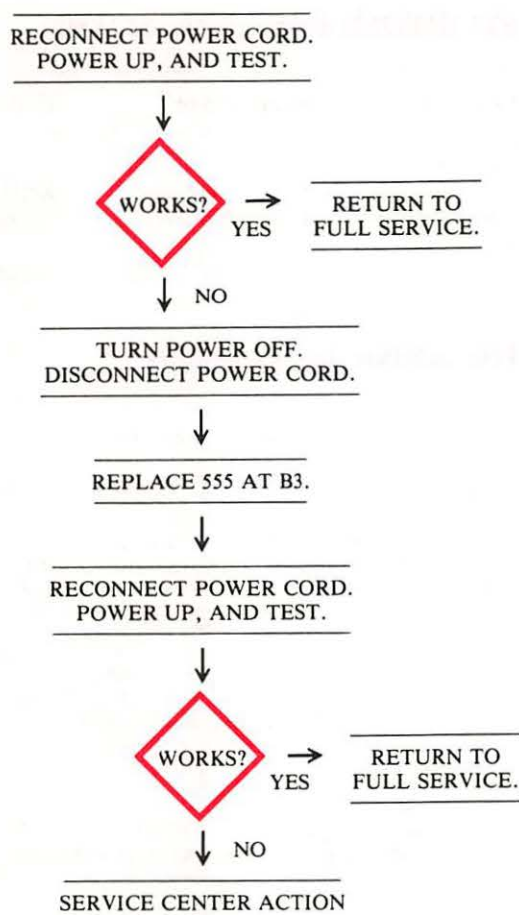 RECONNECT POWER CORD.
POWER UP, AND TEST.
WORKS?
YES
RETURN TO
FULL SERVICE.
NO
TURN POWER OFF.
DISCONNECT POWER CORD.
REPLACE 555 AT B3.
RECONNECT POWER CORD.
POWER UP, AND TEST.
WORKS?
YES
RETURN TO
FULL SERVICE.
NO
SERVICE CENTER ACTION